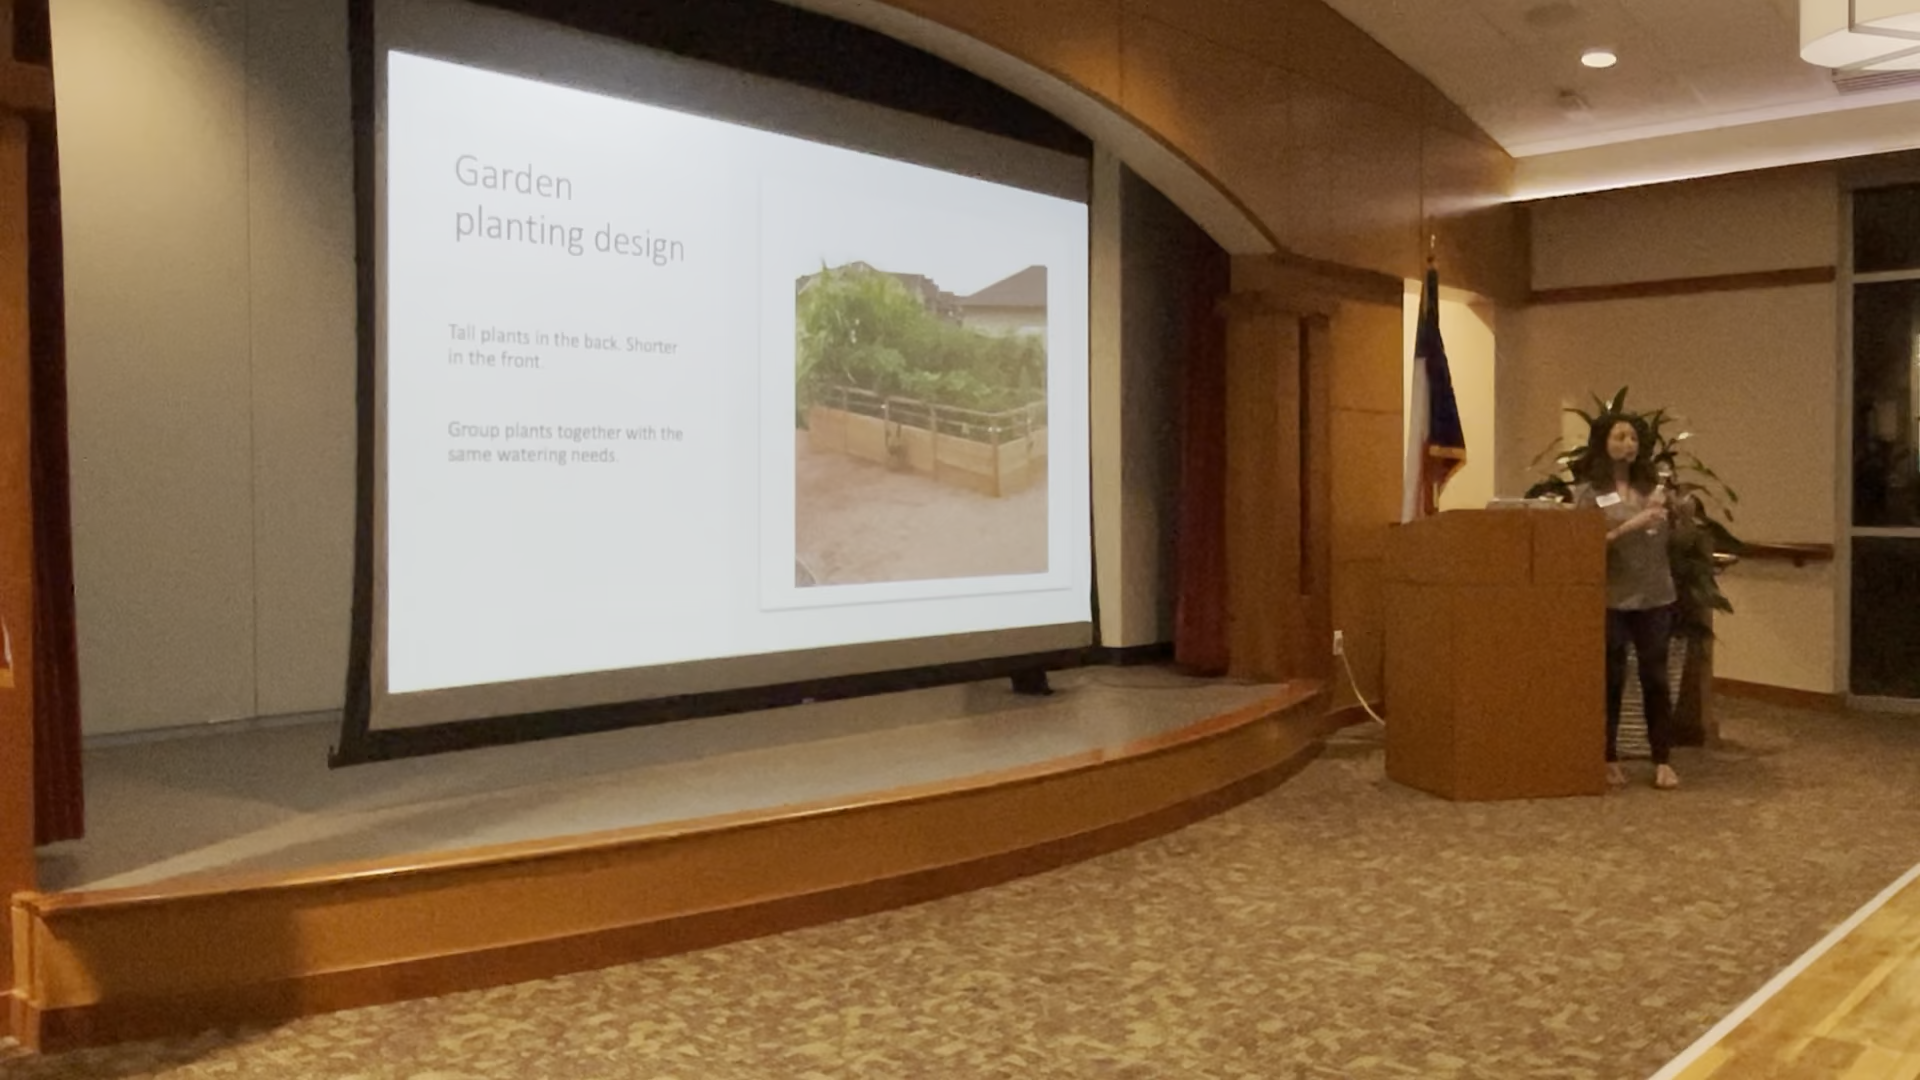 Garden
planting design
Tall plants in the back. Shorter
in the front.
Group plants together with the
same watering needs.